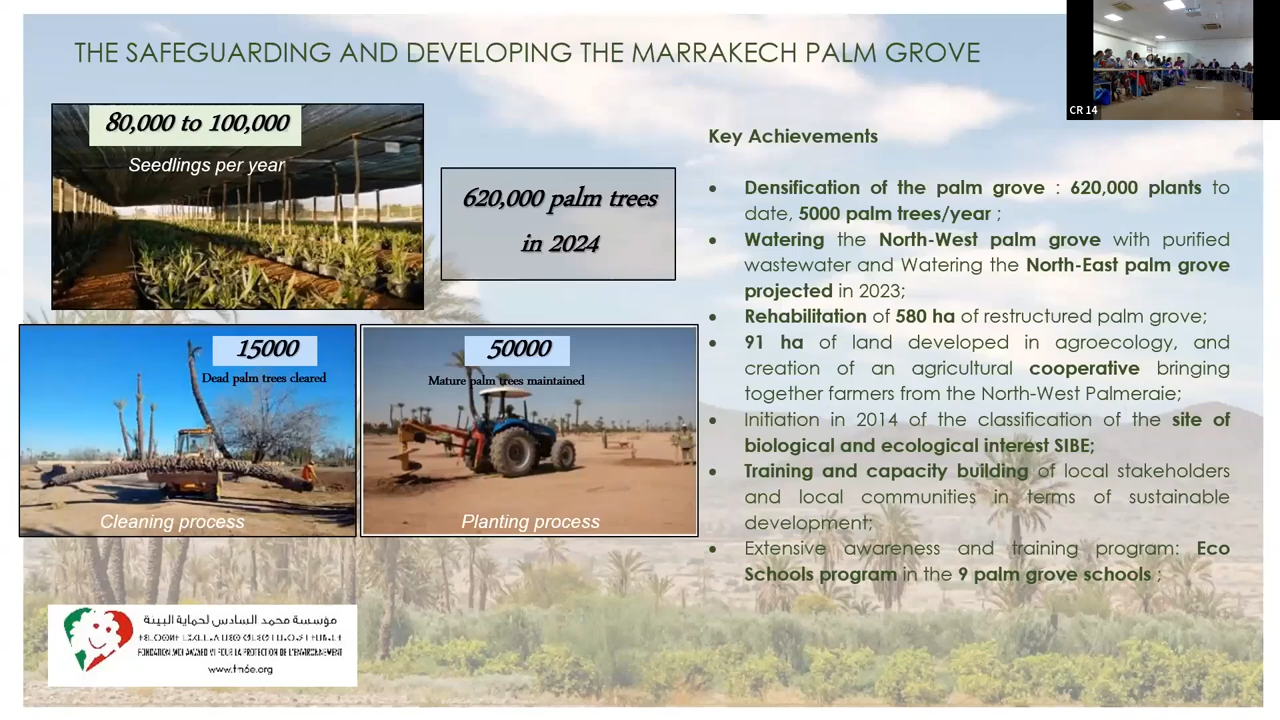 THE SAFEGUARDING AND DEVELOPING THE MARRAKECH PALM GROVE
CR 14
80,000 to 100,000
Seedlings per year
620,000 palm trees
in 2024
15000
Dead palm trees cleared
Cleaning process
50000
Mature palm trees maintained
Planting process
Key Achievements
• Densification of the palm grove : 620,000 plants to
date, 5000 palm trees/year ;
• Watering the North-West palm grove with purified
wastewater and Watering the North-East palm grove
projected in 2023;
• Rehabilitation of 580 ha of restructured palm grove;
• 91 ha of land developed in agroecology, and
creation of an agricultural cooperative bringing
together farmers from the North-West Palmeraie;
• Initiation in 2014 of the classification of the site of
biological and ecological interest SIBE;
• Training and capacity building of local stakeholders
and local communities in terms of sustainable
development;
• Extensive awareness and training program: Eco
Schools program in the 9 palm grove schools ;
مؤسسة محمد السادس لحماية البيئة
FONDATION MOHAMMED VI POUR LA PROTECTION DE L'ENVIRONNEMENT
www.fm6e.org